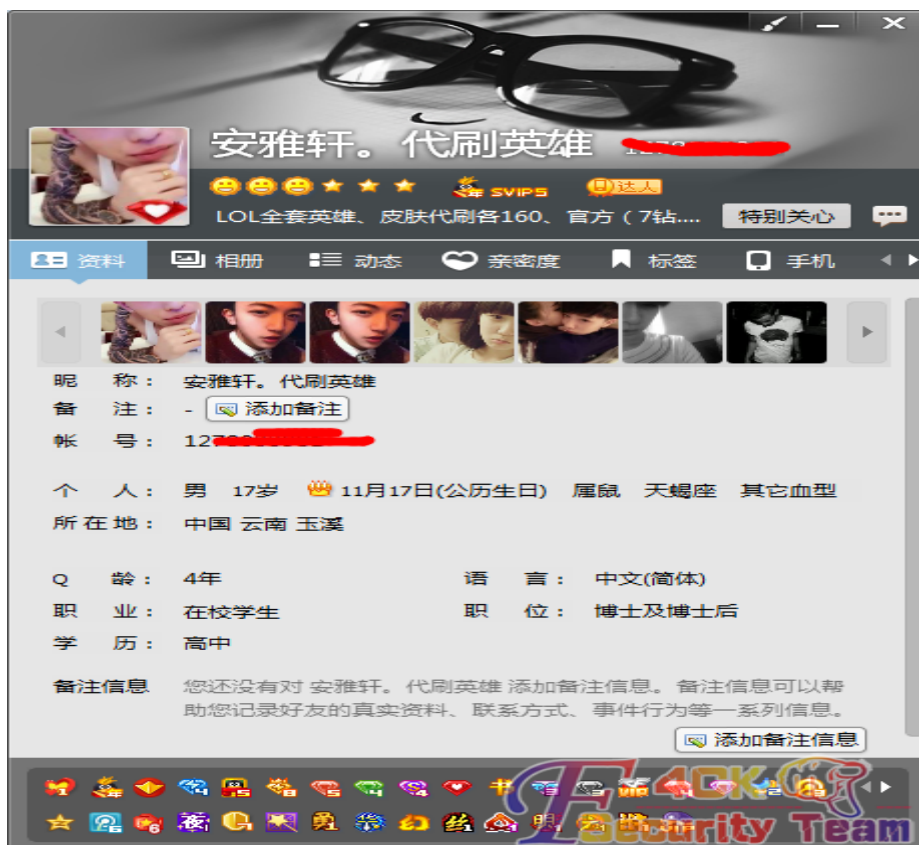 安雅轩。代刷英雄
SVIP5 达人
LOL全套英雄、皮肤代刷各160、官方(7钻.... 特别关心
资料 相册 动态 亲密度 标签 手机
昵 称: 安雅轩。代刷英雄
备 注: - 添加备注
帐 号: 12
个 人: 男 17岁 11月17日(公历生日) 属鼠 天蝎座 其它血型
所在地: 中国 云南 玉溪
Q 龄: 4年 语 言: 中文(简体)
职 业: 在校学生 职 位: 博士及博士后
学 历: 高中
备注信息 您还没有对 安雅轩。代刷英雄 添加备注信息。备注信息可以帮
助您记录好友的真实资料、联系方式、事件行为等一系列信息。
添加备注信息
F4CK
Security Team